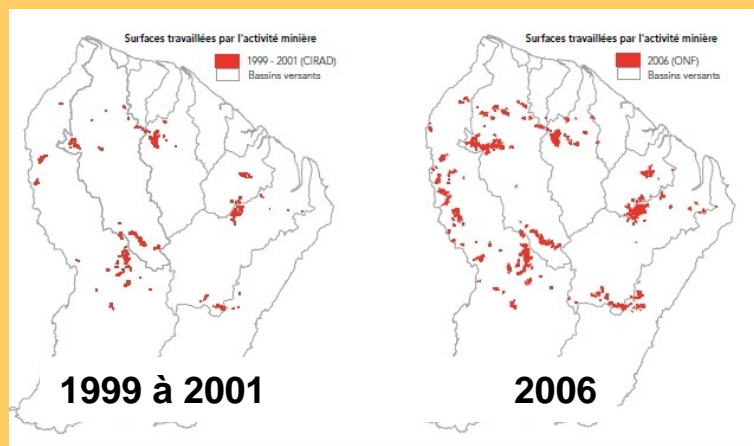 Surfaces travaillées par l'activité minière
1999 - 2001 (CIRAD)
Bassins versants
1999 à 2001
Surfaces travaillées par l'activité minière
2006 (ONF)
Bassins versants
2006